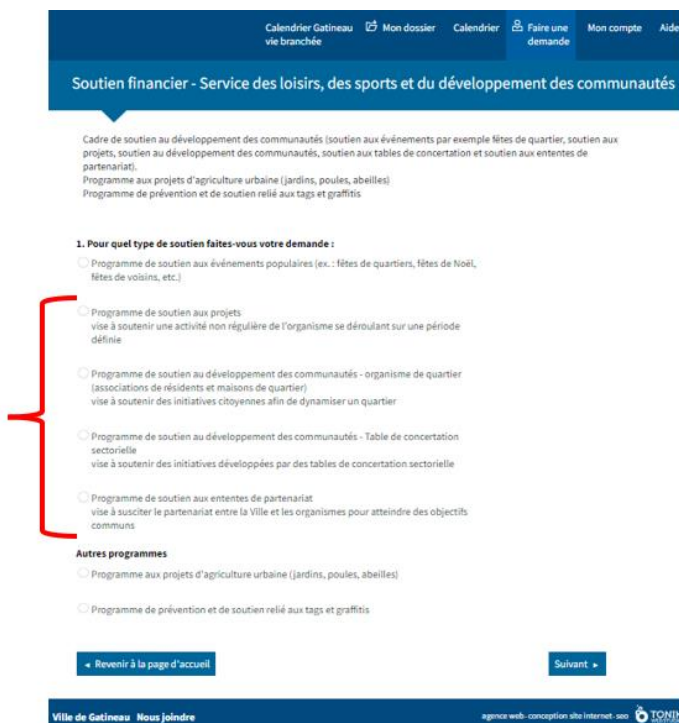 Calendrier Gatineau vie branchée
Mon dossier
Calendrier
Faire une demande
Mon compte
Aide
Soutien financier - Service des loisirs, des sports et du développement des communautés
Cadre de soutien au développement des communautés (soutien aux événements par exemple fêtes de quartier, soutien aux
projets, soutien au développement des communautés, soutien aux tables de concertation et soutien aux ententes de
partenariat).
Programme aux projets d'agriculture urbaine (jardins, poules, abeilles)
Programme de prévention et de soutien relié aux tags et graffitis
1. Pour quel type de soutien faites-vous votre demande :
Programme de soutien aux événements populaires (ex. : fêtes de quartiers, fêtes de Noël,
fêtes de voisins, etc.)
Programme de soutien aux projets
vise à soutenir une activité non régulière de l'organisme se déroulant sur une période
définie
Programme de soutien au développement des communautés - organisme de quartier
(associations de résidents et maisons de quartier)
vise à soutenir des initiatives citoyennes afin de dynamiser un quartier
Programme de soutien au développement des communautés - Table de concertation
sectorielle
vise à soutenir des initiatives développées par des tables de concertation sectorielle
Programme de soutien aux ententes de partenariat
vise à susciter le partenariat entre la Ville et les organismes pour atteindre des objectifs
communs
Autres programmes
Programme aux projets d'agriculture urbaine (jardins, poules, abeilles)
Programme de prévention et de soutien relié aux tags et graffitis
◂ Revenir à la page d'accueil
Suivant ▸
Ville de Gatineau Nous joindre
agence web- conception site internet- seo TONIK